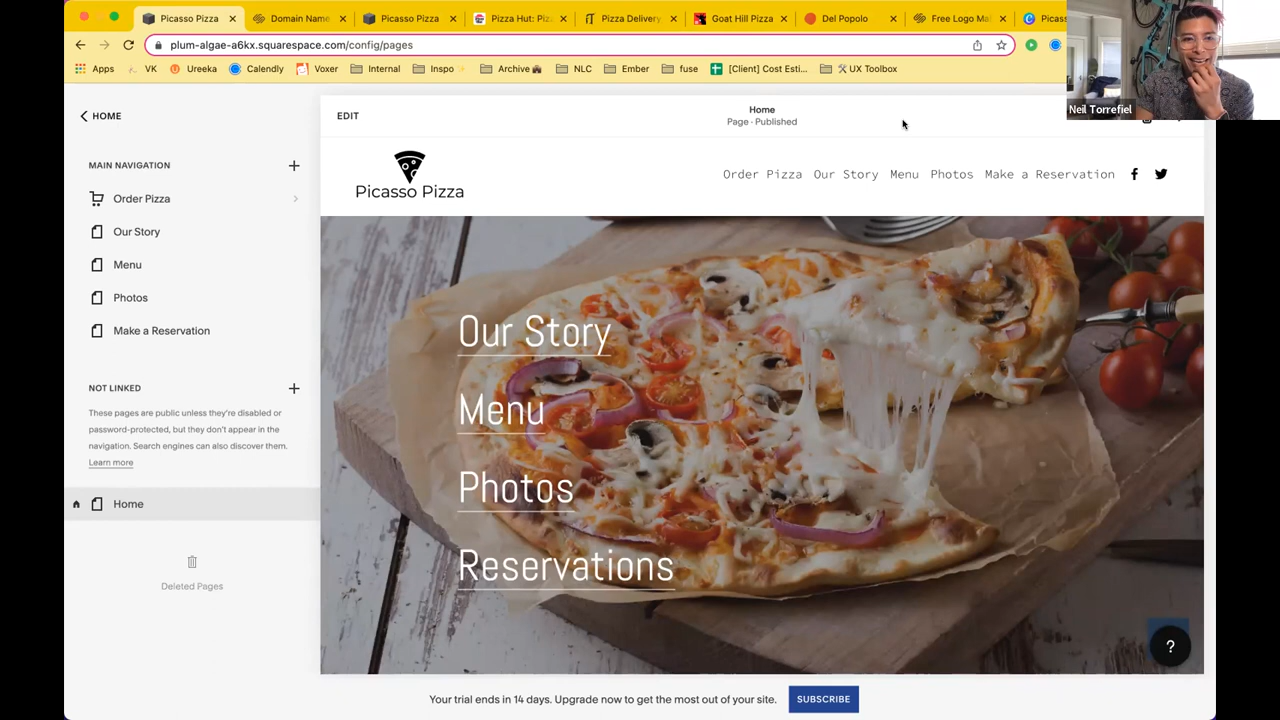 Picasso Pizza
Domain Name
Picasso Pizza
Pizza Hut: Piz
Pizza Delivery
Goat Hill Pizza
Del Popolo
Free Logo Ma
Picass
plum-algae-a6kx.squarespace.com/config/pages
Apps
VK
Ureeka
Calendly
Voxer
Internal
Inspo
Archive
NLC
Ember
fuse
[Client] Cost Esti...
UX Toolbox
Neil Torrefiel
HOME
EDIT
Home
Page · Published
MAIN NAVIGATION
Order Pizza
Our Story
Menu
Photos
Make a Reservation
NOT LINKED
These pages are public unless they're disabled or
password-protected, but they don't appear in the
navigation. Search engines can also discover them.
Learn more
Home
Deleted Pages
Picasso Pizza
Order Pizza Our Story Menu Photos Make a Reservation
Our Story
Menu
Photos
Reservations
?
Your trial ends in 14 days. Upgrade now to get the most out of your site.
SUBSCRIBE